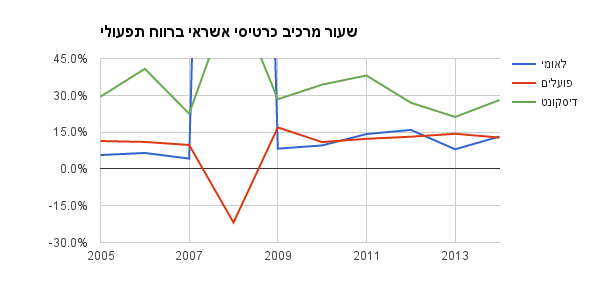 שעור מרכיב כרטיסי אשראי ברווח תפעולי
45.0%
30.0%
15.0%
0.0%
-15.0%
-30.0%
2005 2007 2009 2011 2013
לאומי
פועלים
דיסקונט